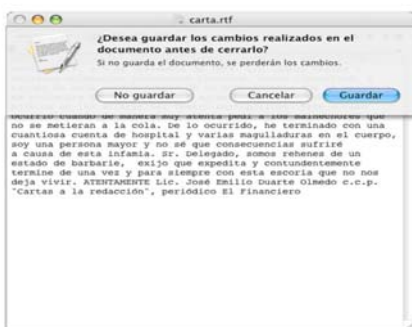 carta.rtf
¿Desea guardar los cambios realizados en el
documento antes de cerrarlo?
Si no guarda el documento, se perderán los cambios.
No guardar
Cancelar
Guardar
ocurrió cuando de manera muy atenta pedí a los malhechores que
no se metieran a la cola. De lo ocurrido, he terminado con una
cuantiosa cuenta de hospital y varias magulladuras en el cuerpo,
soy una persona mayor y no sé que consecuencias sufriré
a causa de esta infamia. Sr. Delegado, somos rehenes de un
estado de barbarie,  exijo que expedita y contundentemente
termine de una vez y para siempre con esta escoria que no nos
deja vivir. ATENTAMENTE Lic. José Emilio Duarte Olmedo c.c.p.
"Cartas a la redacción", periódico El Financiero